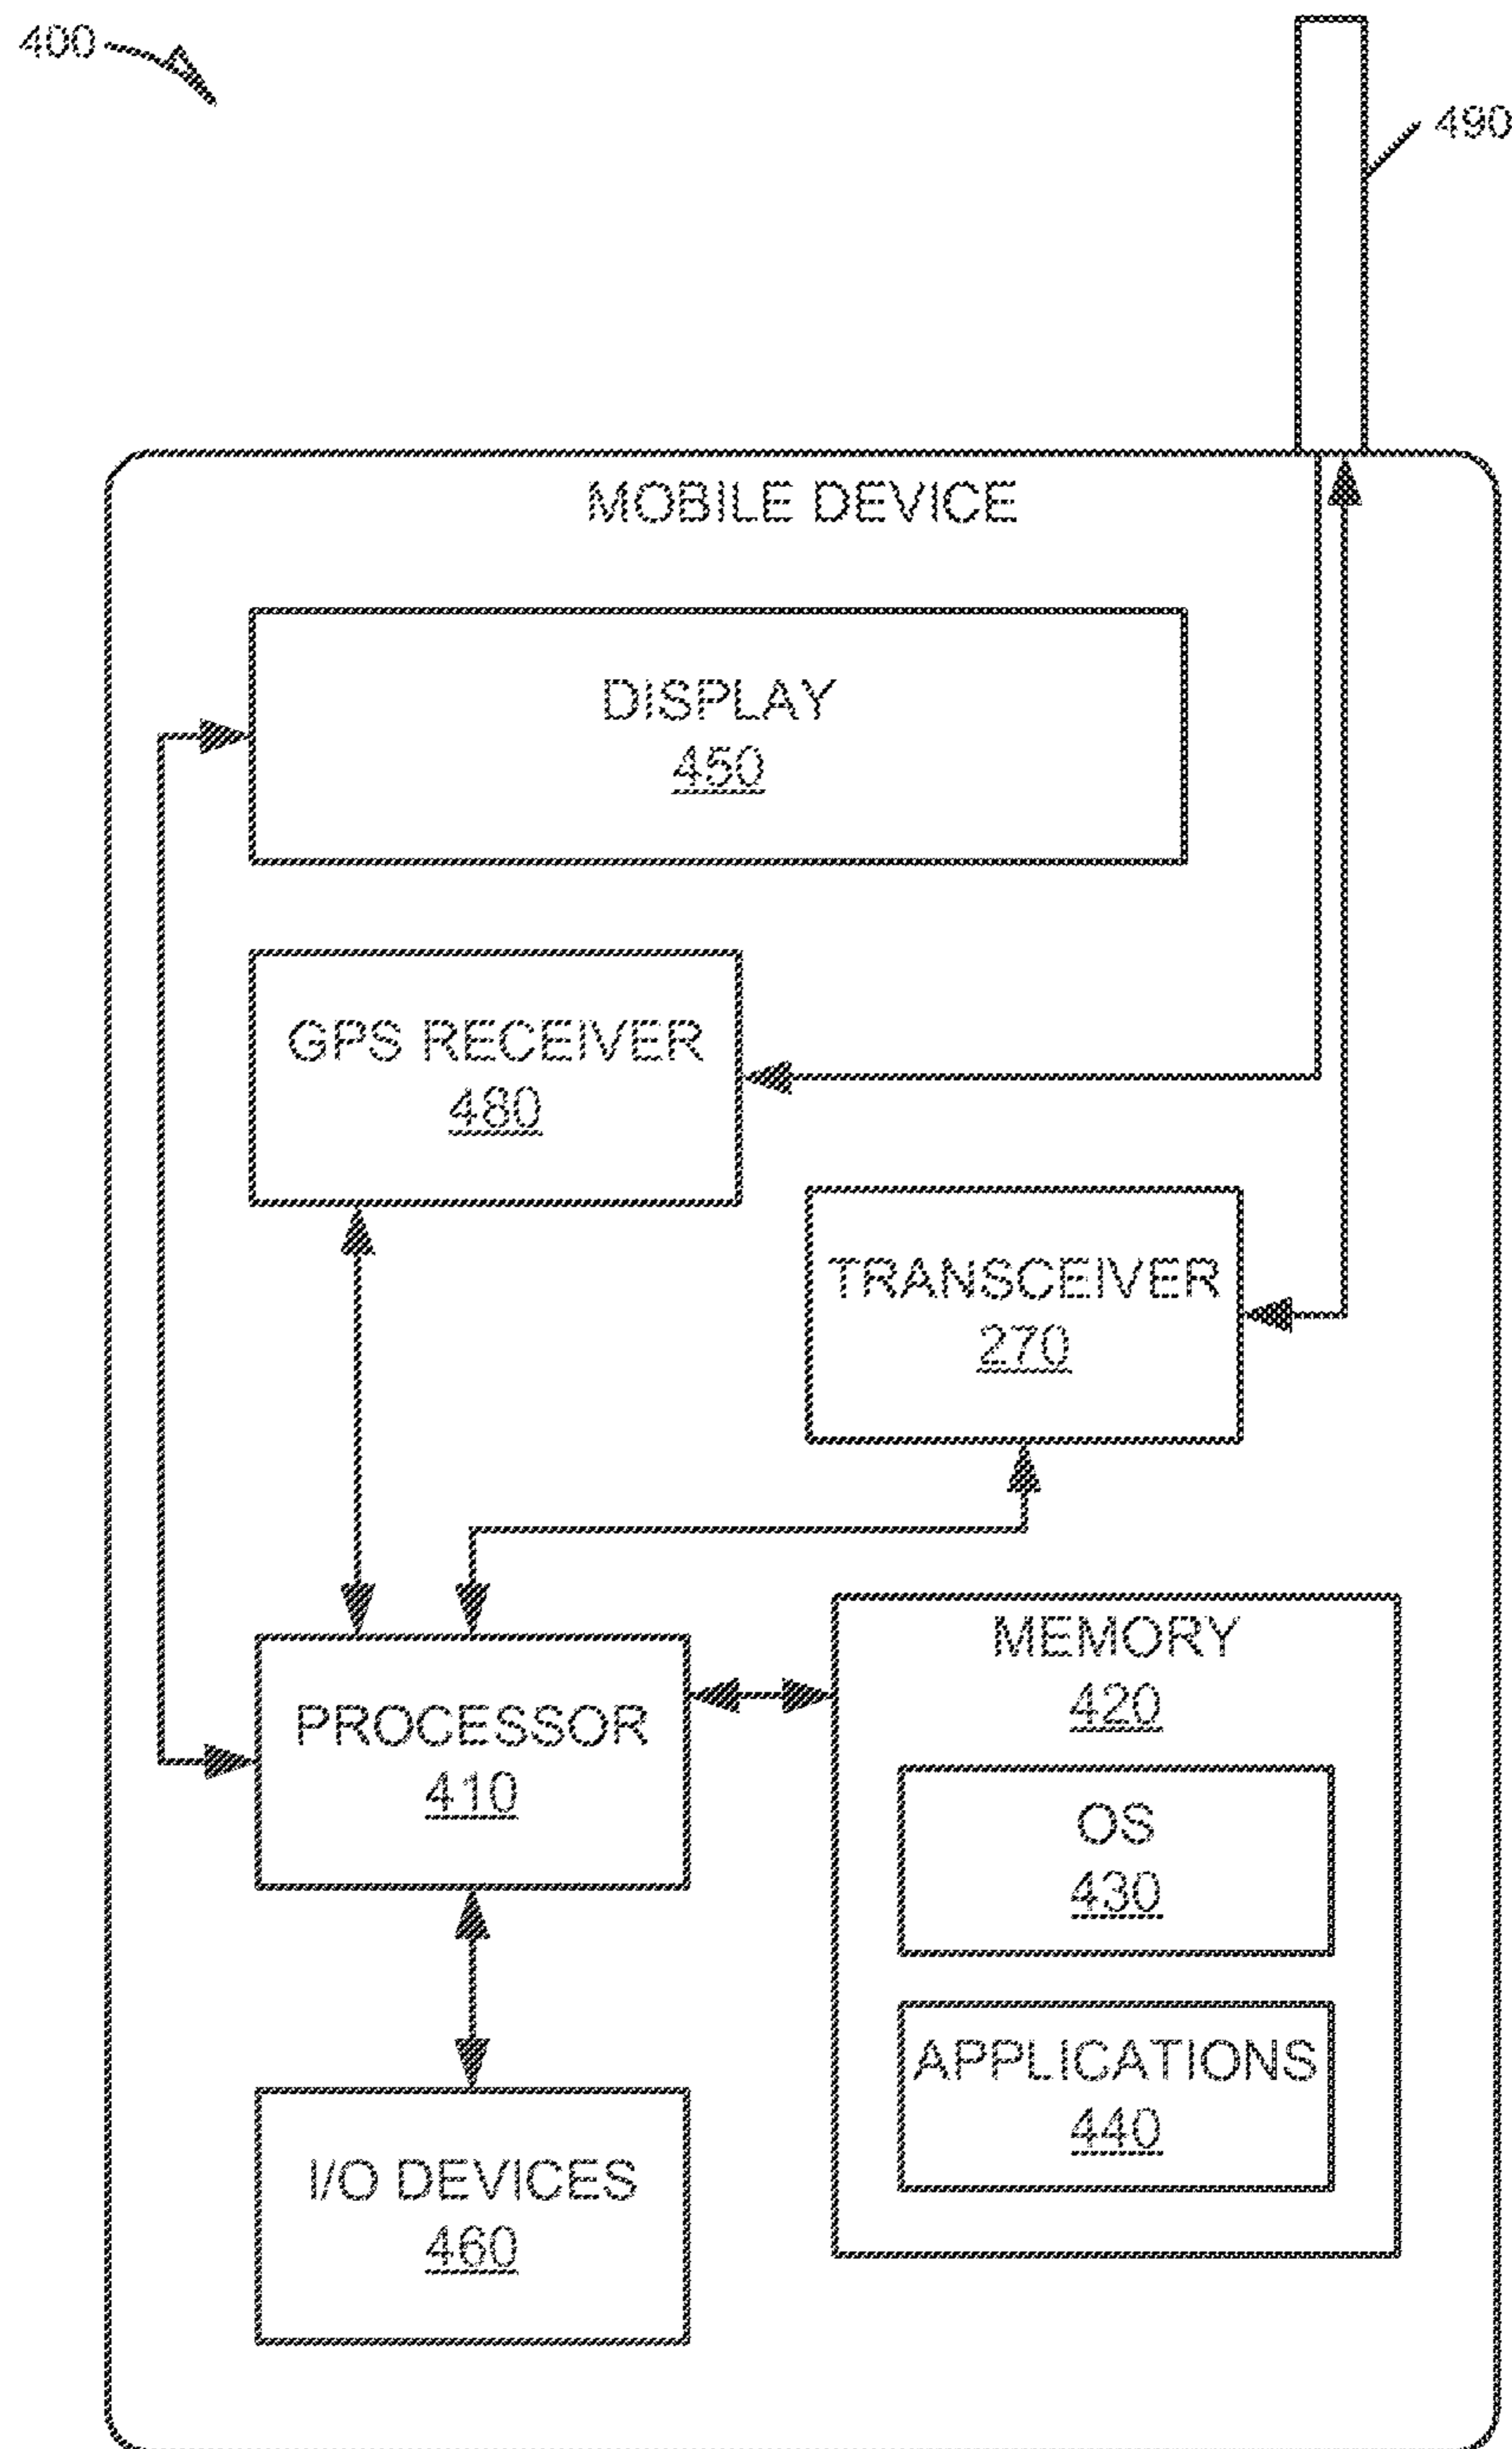 400
490
MOBILE DEVICE
DISPLAY
450
GPS RECEIVER
480
TRANSCEIVER
270
MEMORY
420
PROCESSOR
410
OS
430
APPLICATIONS
440
I/O DEVICES
460